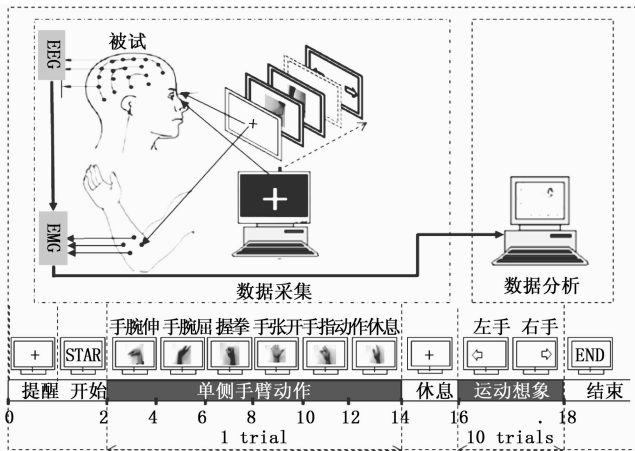 EEG
被试
EMG
数据采集
数据分析
手腕伸 手腕屈 握拳 手张开 手指动作 休息
左手 右手
+ STAR + END
提醒 开始 单侧手臂动作 休息 运动想象 结束
0 2 4 6 8 10 12 14 16 18
1 trial 10 trials